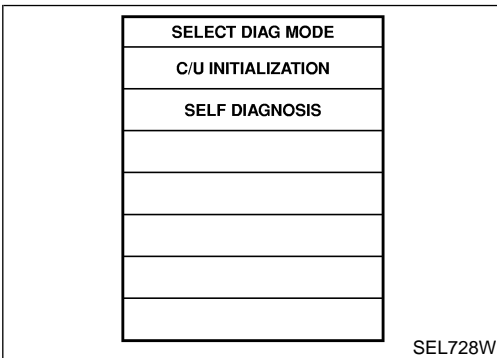 SELECT DIAG MODE
C/U INITIALIZATION
SELF DIAGNOSIS
SEL728W